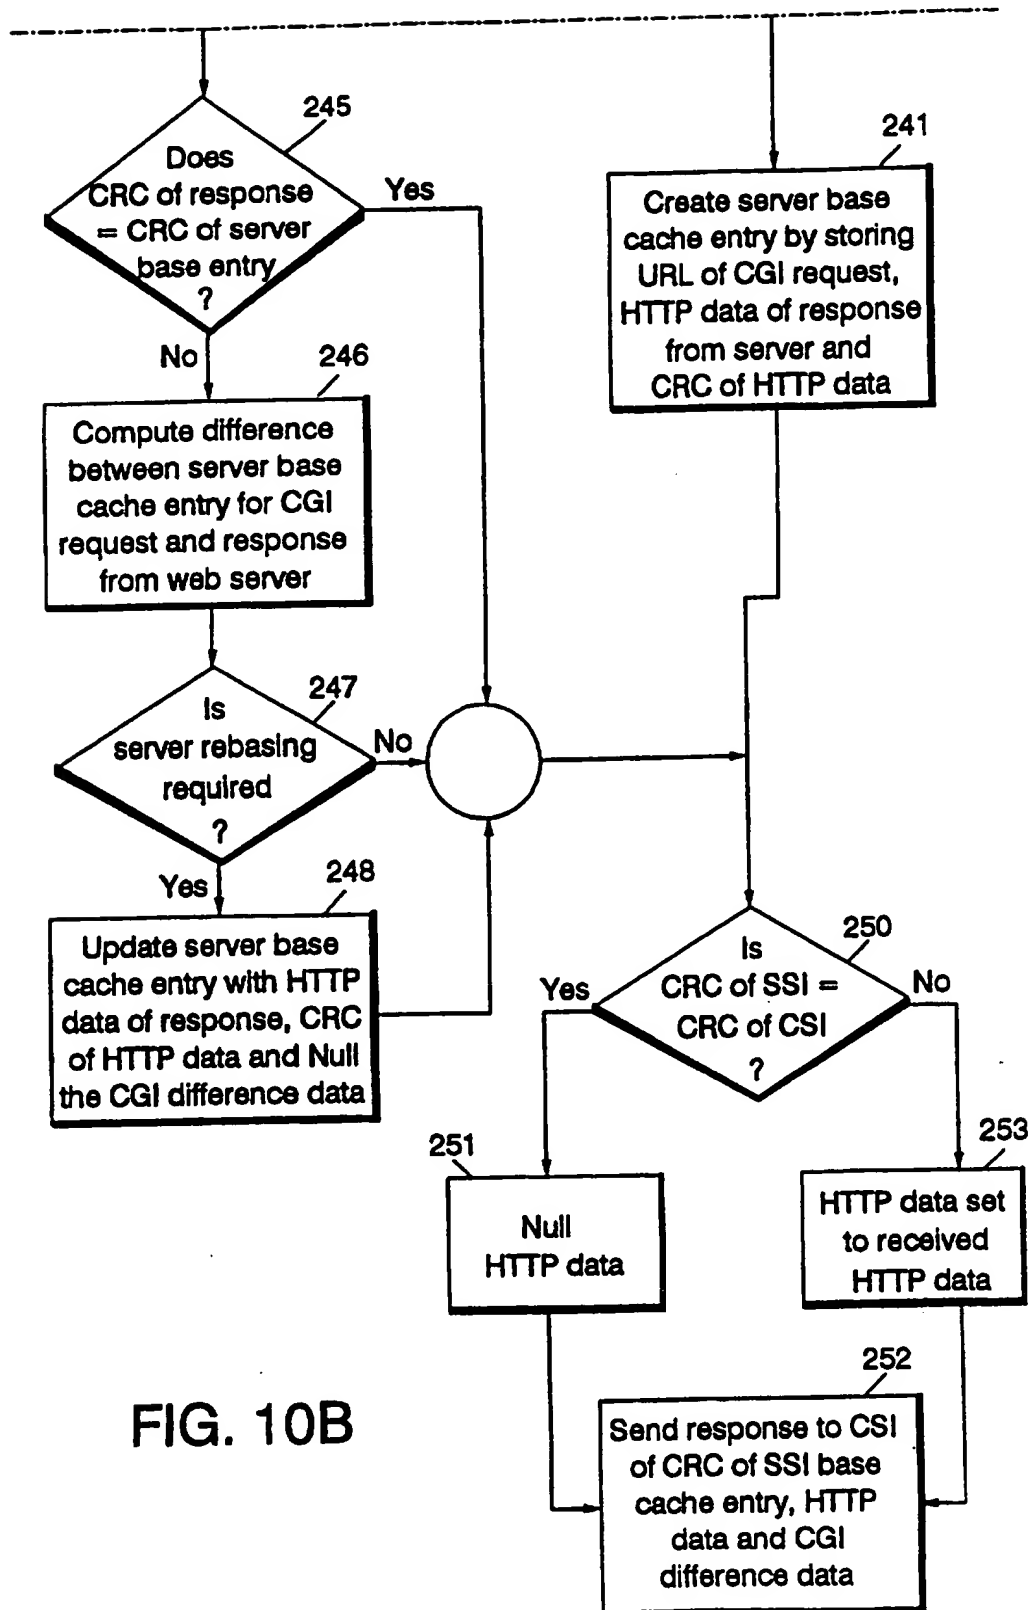 245
Does
CRC of response
= CRC of server
base entry
?
Yes
No
241
Create server base
cache entry by storing
URL of CGI request,
HTTP data of response
from server and
CRC of HTTP data
246
Compute difference
between server base
cache entry for CGI
request and response
from web server
247
Is
server rebasing
required
?
No
Yes
248
Update server base
cache entry with HTTP
data of response, CRC
of HTTP data and Null
the CGI difference data
250
Is
CRC of SSI =
CRC of CSI
?
Yes
No
251
Null
HTTP data
253
HTTP data set
to received
HTTP data
252
Send response to CSI
of CRC of SSI base
cache entry, HTTP
data and CGI
difference data
FIG. 10B